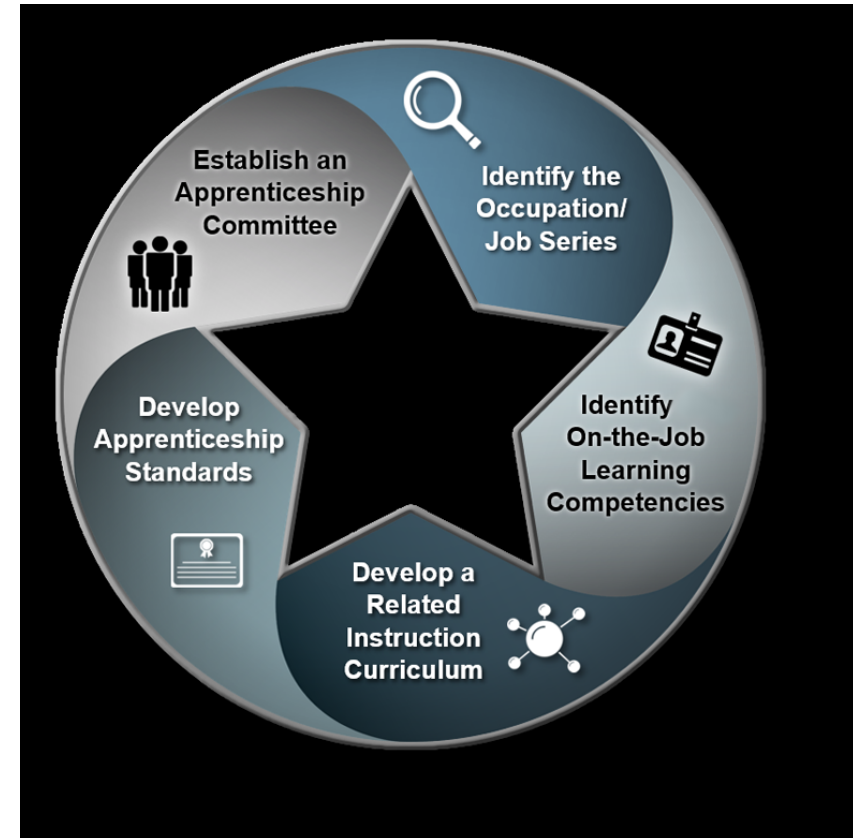 Establish an
Apprenticeship
Committee
Identify the
Occupation/
Job Series
Identify
On-the-Job
Learning
Competencies
Develop a
Related
Instruction
Curriculum
Develop
Apprenticeship
Standards